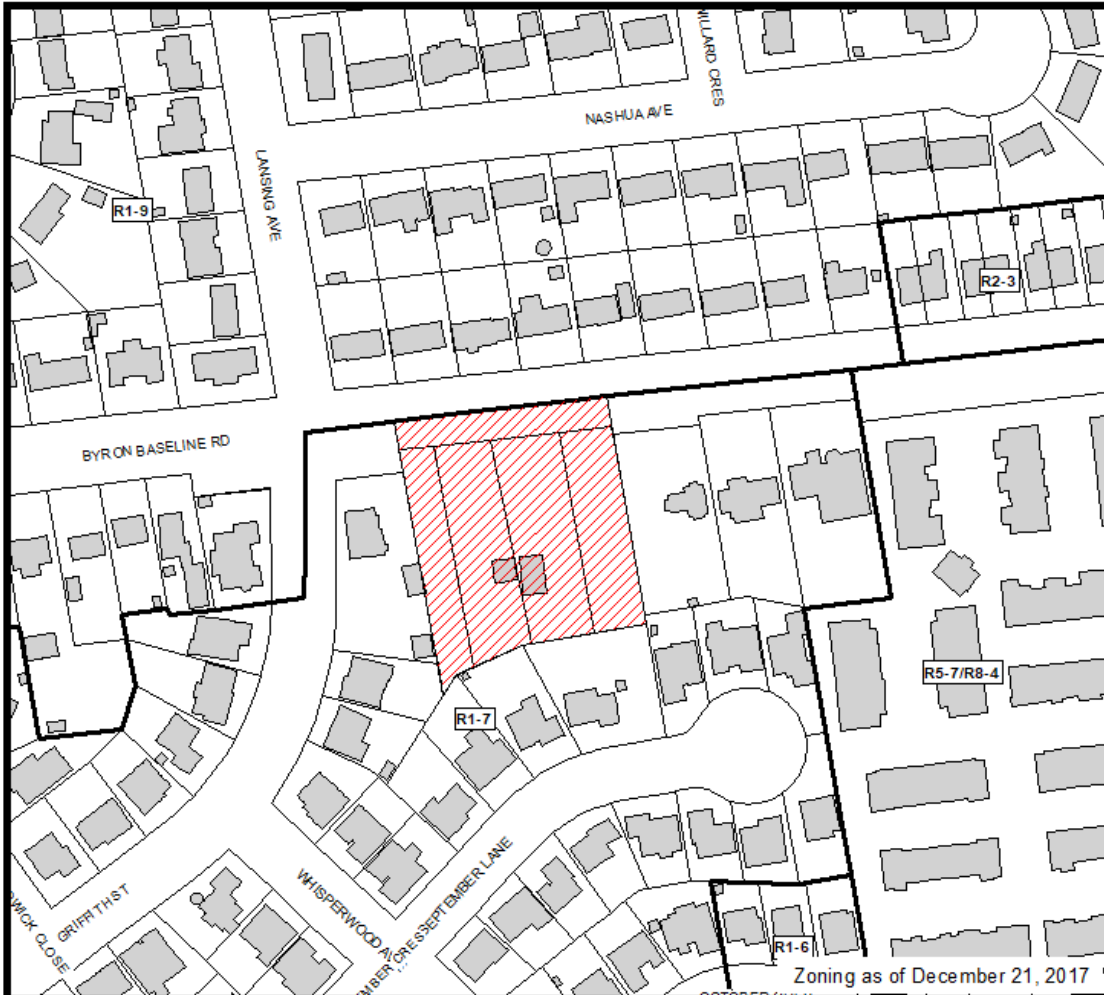 WILLARD CRES
NASHUA AVE
LANSING AVE
R1-9
R2-3
BYRON BASELINE RD
R5-7/R8-4
R1-7
SEPTEMBER LANE
WHISPERWOOD
GRIFFITH ST
CLOSE
R1-6
Zoning as of December 21, 2017